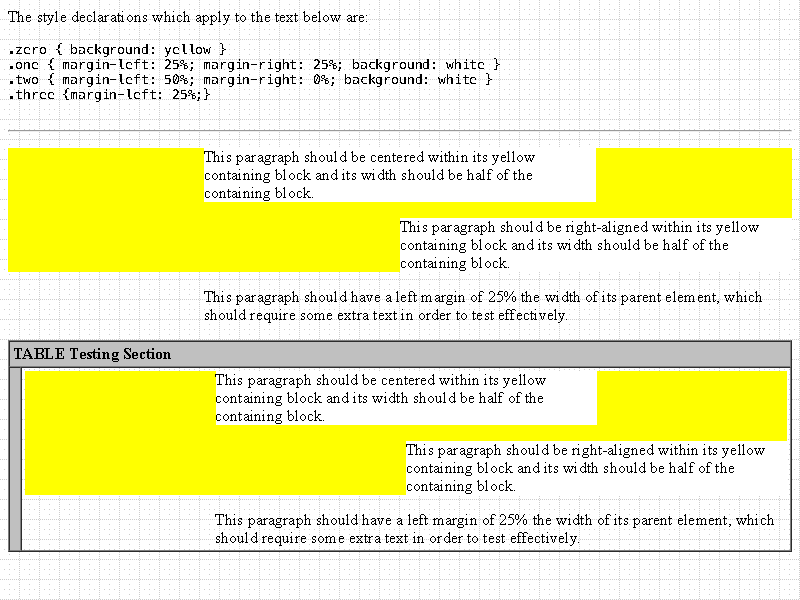 The style declarations which apply to the text below are:
.zero { background: yellow }
.one { margin-left: 25%; margin-right: 25%; background: white }
.two { margin-left: 50%; margin-right: 0%; background: white }
.three {margin-left: 25%;}
This paragraph should be centered within its yellow
containing block and its width should be half of the
containing block.
This paragraph should be right-aligned within its yellow
containing block and its width should be half of the
containing block.
This paragraph should have a left margin of 25% the width of its parent element, which
should require some extra text in order to test effectively.
TABLE Testing Section
This paragraph should be centered within its yellow
containing block and its width should be half of the
containing block.
This paragraph should be right-aligned within its yellow
containing block and its width should be half of the
containing block.
This paragraph should have a left margin of 25% the width of its parent element, which
should require some extra text in order to test effectively.